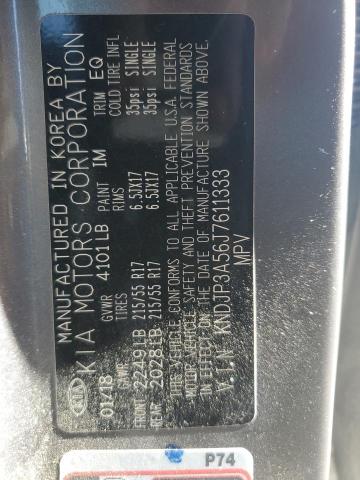 MANUFACTURED IN KOREA BY
KIA KIA MOTORS CORPORATION
01/18 GVWR 4101LB PAINT IM TRIM EQ
GAWR TIRES RIMS COLD TIRE INFL
FRONT 2249LB 215/55 R17 6.5JX17 35psi SINGLE
REAR 2028LB 215/55 R17 6.5JX17 35psi SINGLE
THIS VEHICLE CONFORMS TO ALL APPLICABLE U.S.A. FEDERAL
MOTOR VEHICLE SAFETY AND THEFT PREVENTION STANDARDS
IN EFFECT ON THE DATE OF MANUFACTURE SHOWN ABOVE.
V.I.N KNDJP3A56J7611333
MPV
P74